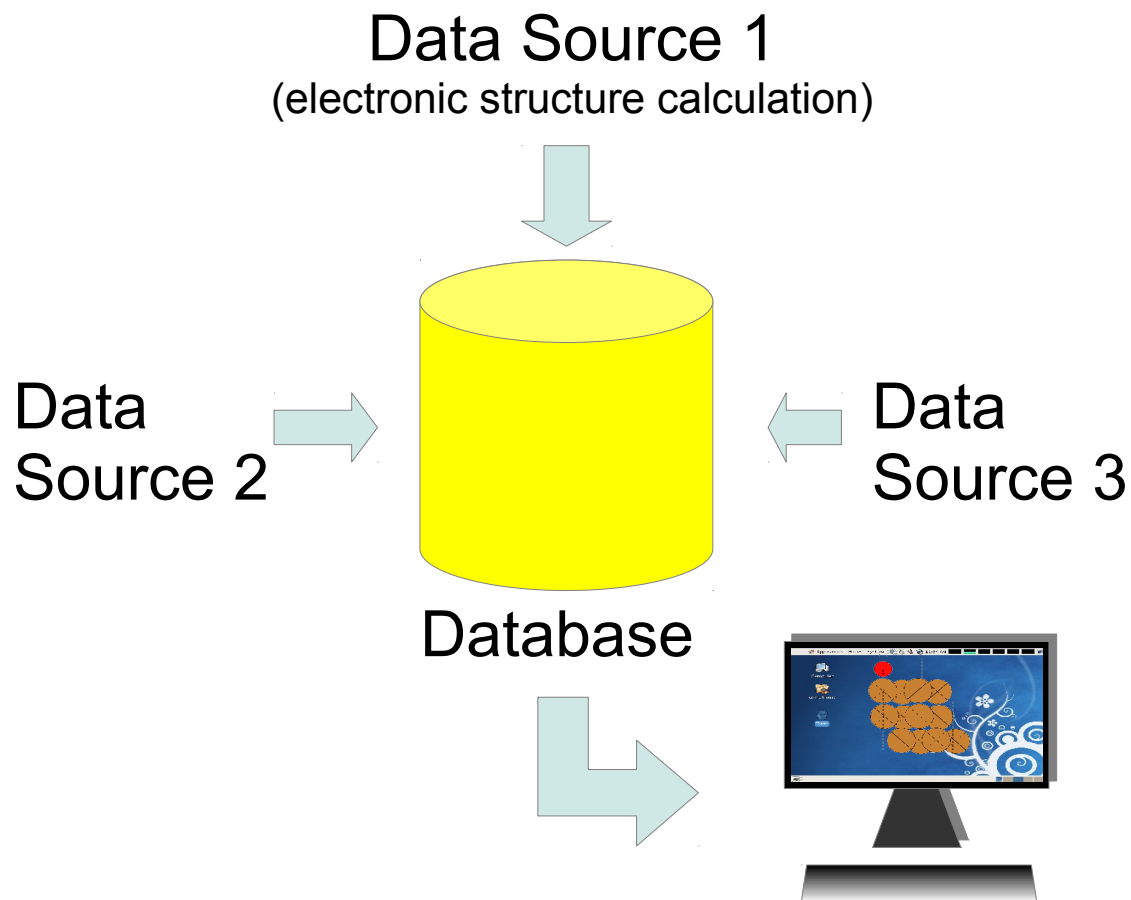 Data Source 1
(electronic structure calculation)
Data
Source 2
Data
Source 3
Database